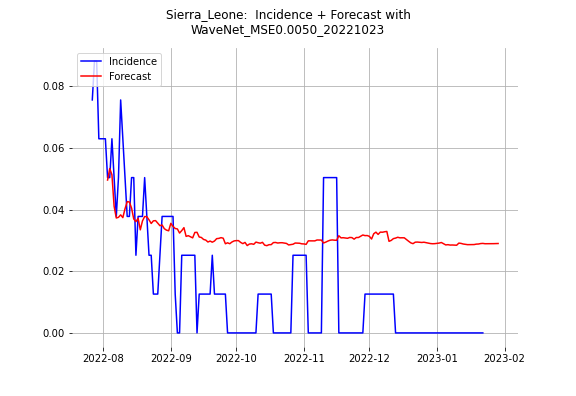 Sierra_Leone:  Incidence + Forecast with
WaveNet_MSE0.0050_20221023
Incidence
Forecast
0.08
0.06
0.04
0.02
0.00
2022-08 2022-09 2022-10 2022-11 2022-12 2023-01 2023-02